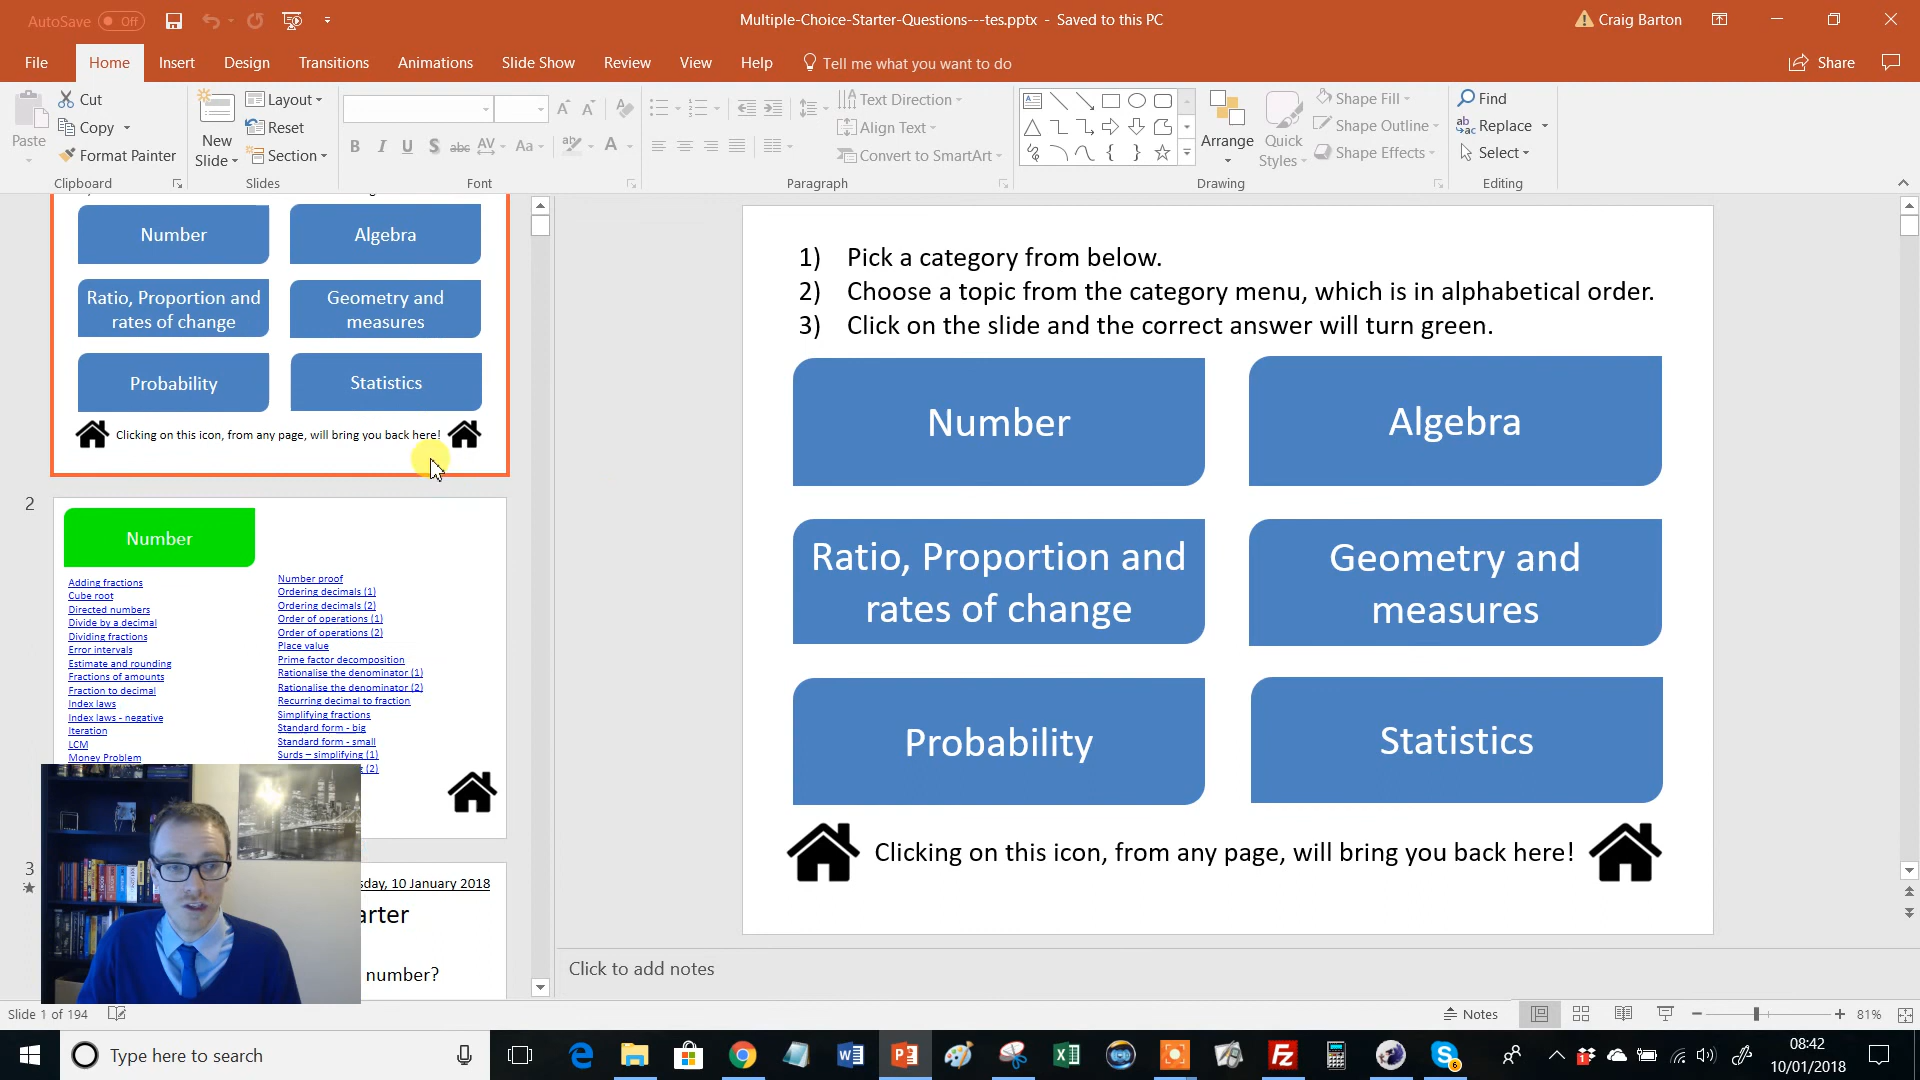 AutoSave Off
Multiple-Choice-Starter-Questions---tes.pptx - Saved to this PC
Craig Barton
File Home Insert Design Transitions Animations Slide Show Review View Help Tell me what you want to do
Share
Paste
Cut
Copy
Format Painter
Clipboard
New Slide
Layout
Reset
Section
Slides
Font
Text Direction
Align Text
Convert to SmartArt
Paragraph
Arrange
Quick Styles
Shape Fill
Shape Outline
Shape Effects
Drawing
Find
Replace
Select
Editing
Number
Algebra
Ratio, Proportion and
rates of change
Geometry and
measures
Probability
Statistics
Clicking on this icon, from any page, will bring you back here!
2
Number
Adding fractions
Cube root
Directed numbers
Divide by a decimal
Dividing fractions
Error intervals
Estimate and rounding
Fractions of amounts
Fraction to decimal
Index laws
Index laws - negative
Iteration
LCM
Money Problem
Number proof
Ordering decimals (1)
Ordering decimals (2)
Order of operations (1)
Order of operations (2)
Place value
Prime factor decomposition
Rationalise the denominator (1)
Rationalise the denominator (2)
Recurring decimal to fraction
Simplifying fractions
Standard form - big
Standard form - small
Surds – simplifying (1)
(2)
3
sday, 10 January 2018
arter
number?
1) Pick a category from below.
2) Choose a topic from the category menu, which is in alphabetical order.
3) Click on the slide and the correct answer will turn green.
Number
Algebra
Ratio, Proportion and
rates of change
Geometry and
measures
Probability
Statistics
Clicking on this icon, from any page, will bring you back here!
Click to add notes
Slide 1 of 194
Notes
81%
Type here to search
08:42
10/01/2018